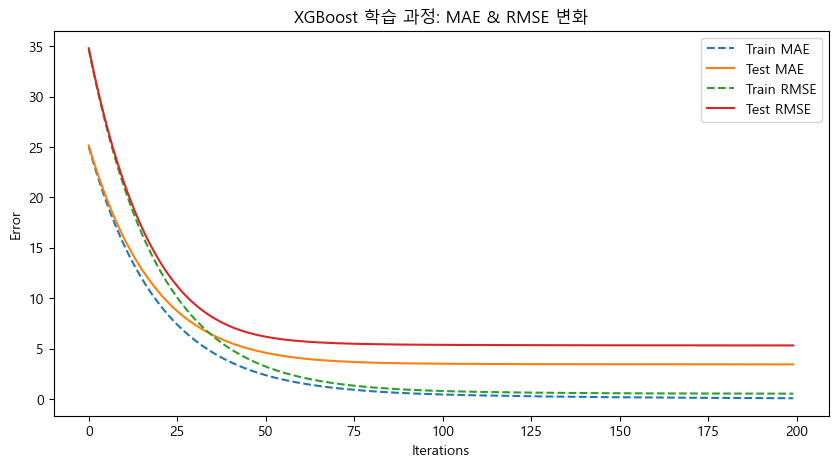 XGBoost 학습 과정: MAE & RMSE 변화
Train MAE
Test MAE
Train RMSE
Test RMSE
Error
35
30
25
20
15
10
5
0
0 25 50 75 100 125 150 175 200
Iterations